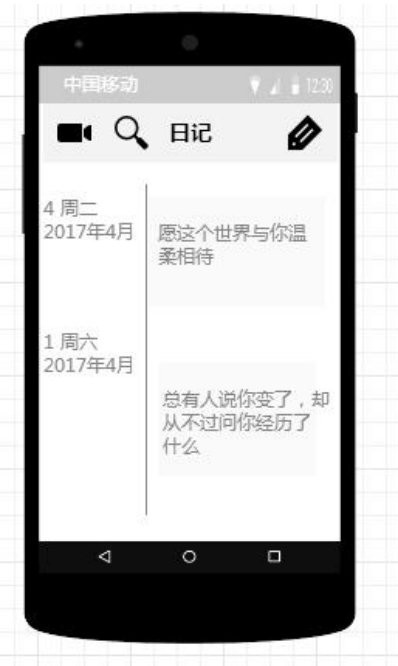 中国移动 12:30
日记
4 周二
2017年4月
愿这个世界与你温
柔相待
1 周六
2017年4月
总有人说你变了，却
从不过问你经历了
什么